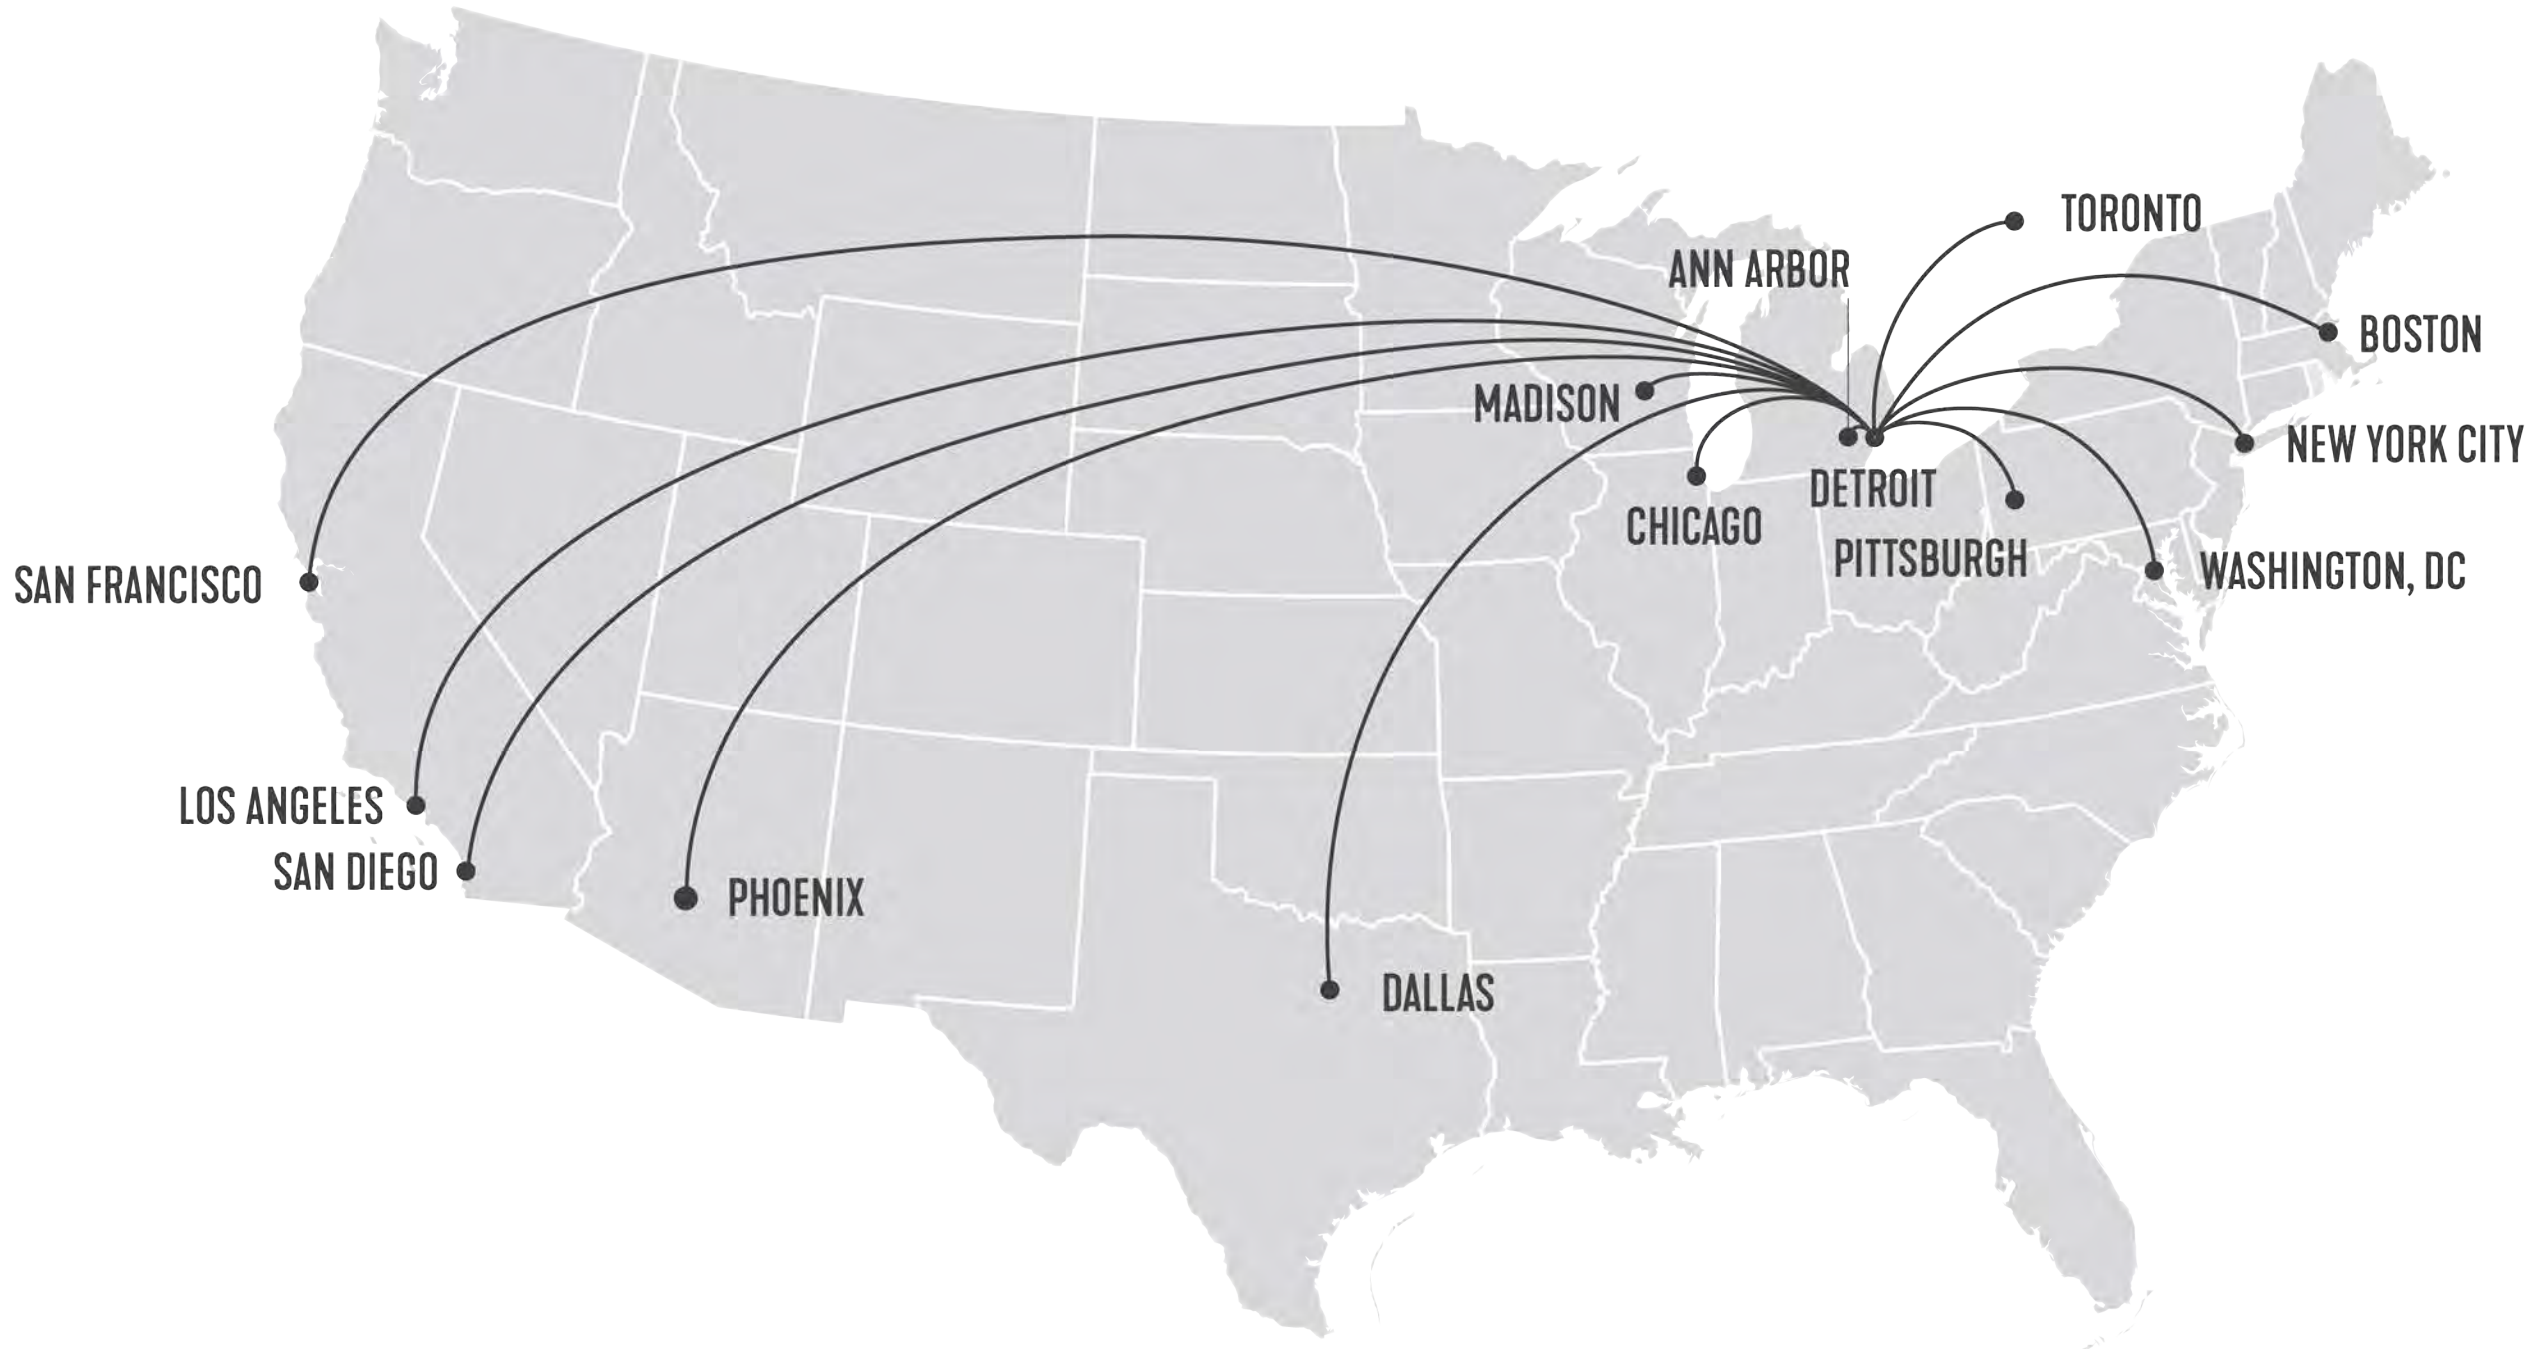 TORONTO
ANN ARBOR
BOSTON
MADISON
NEW YORK CITY
DETROIT
CHICAGO
PITTSBURGH
WASHINGTON, DC
SAN FRANCISCO
LOS ANGELES
SAN DIEGO
PHOENIX
DALLAS